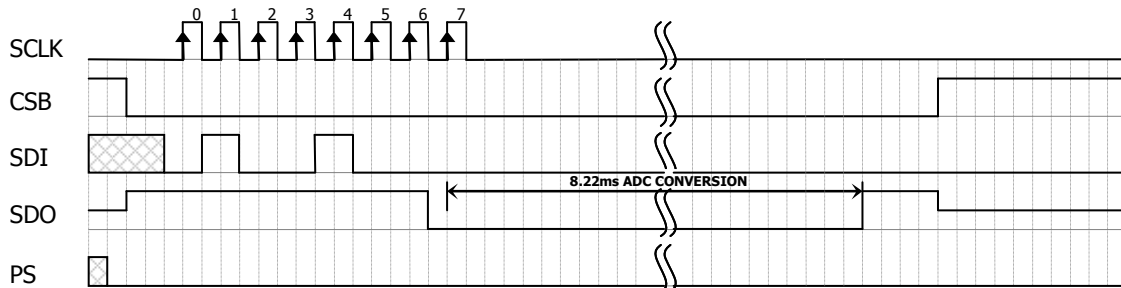 0 1 2 3 4 5 6 7
SCLK
CSB
SDI
8.22ms ADC CONVERSION
SDO
PS